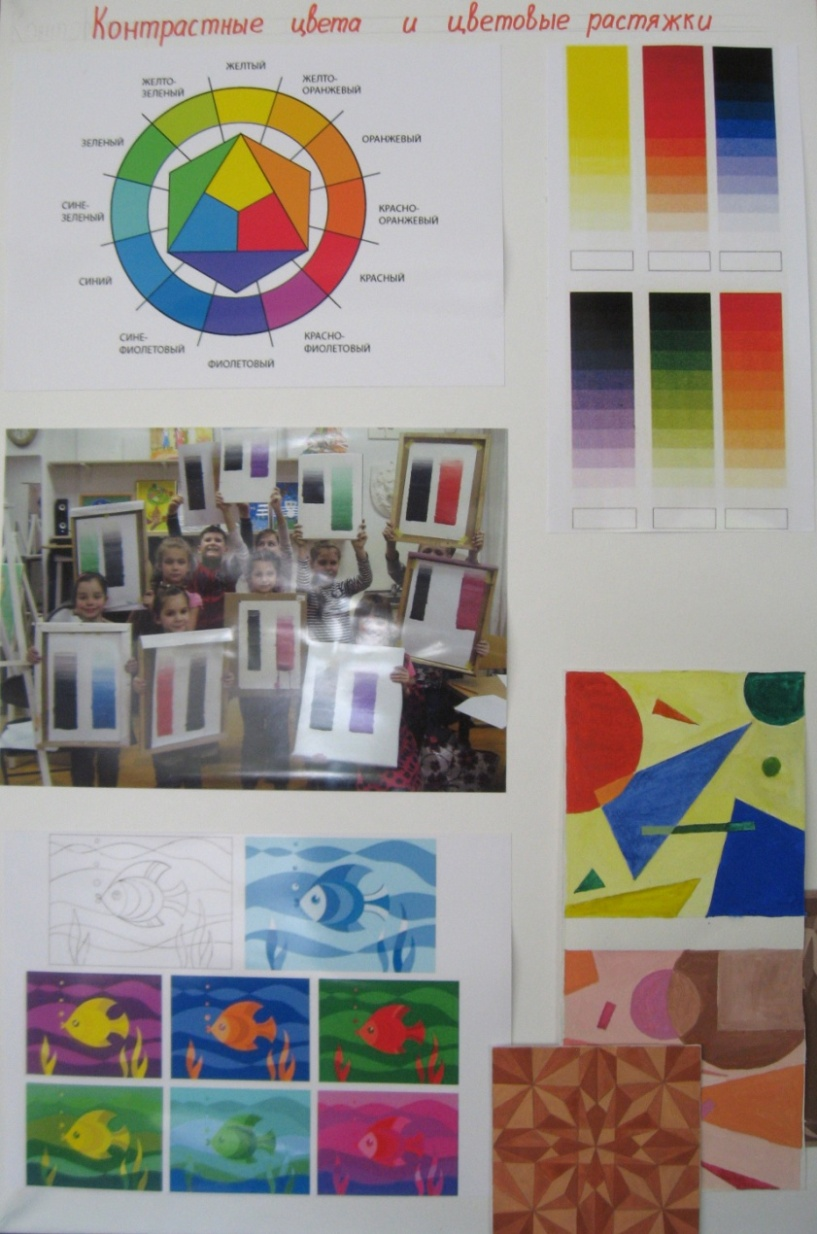 Контрастные цвета и цветовые растяжки
ЖЕЛТЫЙ
ЖЕЛТО-
ЗЕЛЕНЫЙ
ЖЕЛТО-
ОРАНЖЕВЫЙ
ЗЕЛЕНЫЙ
ОРАНЖЕВЫЙ
СИНЕ-
ЗЕЛЕНЫЙ
КРАСНО-
ОРАНЖЕВЫЙ
СИНИЙ
КРАСНЫЙ
СИНЕ-
ФИОЛЕТОВЫЙ
КРАСНО-
ФИОЛЕТОВЫЙ
ФИОЛЕТОВЫЙ